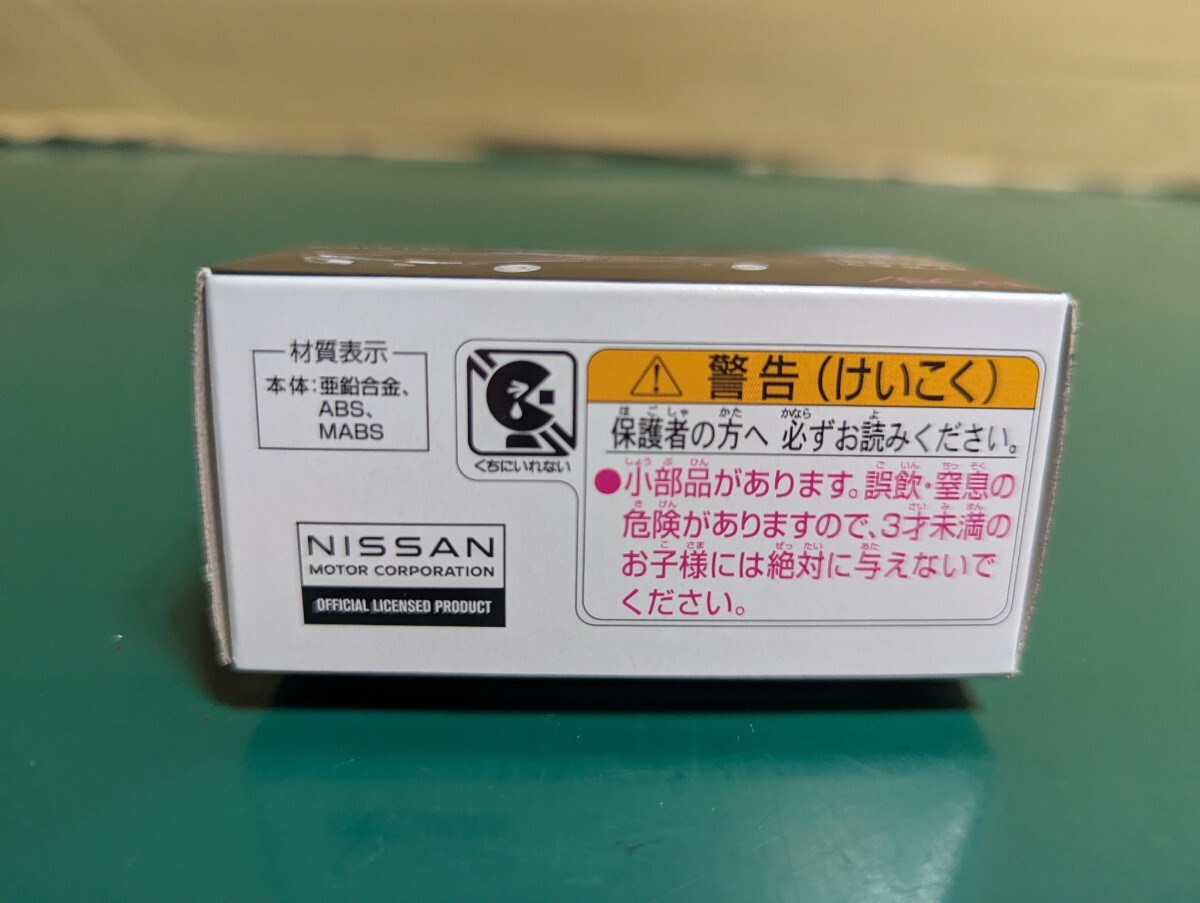 材質表示
本体：亜鉛合金、
ABS、
MABS
NISSAN
MOTOR CORPORATION
OFFICIAL LICENSED PRODUCT
くちにいれない
警告（けいこく）
保護者の方へ 必ずお読みください。
●小部品があります。誤飲・窒息の
危険がありますので、3才未満の
お子様には絶対に与えないで
ください。